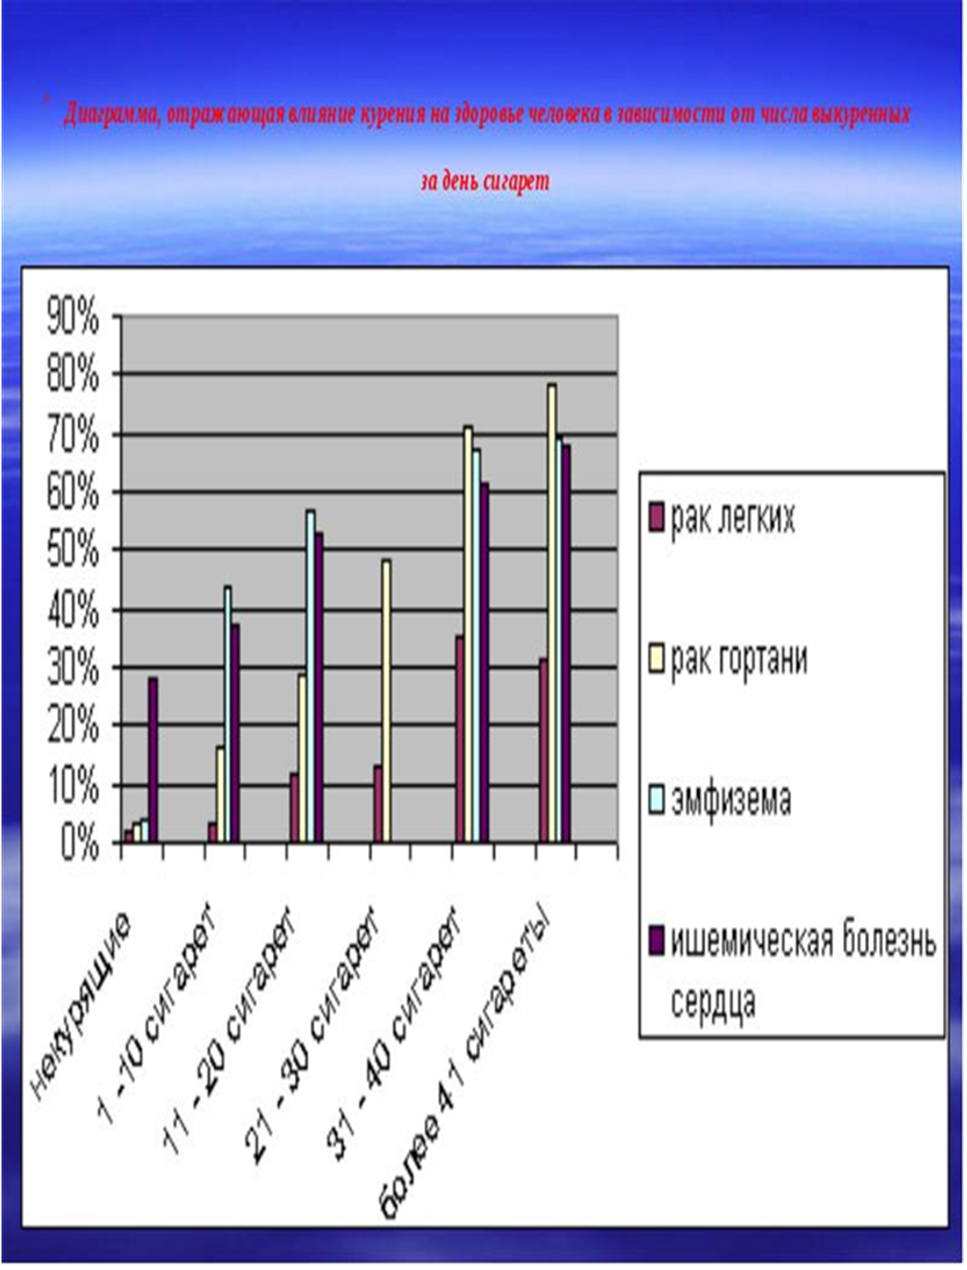 Диаграмма, отражающая влияние курения на здоровье человека в зависимости от числа выкуренных
за день сигарет
90%
80%
70%
60%
50%
40%
30%
20%
10%
0%
некурящие
1 -10 сигарет
11 - 20 сигарет
21 - 30 сигарет
31 - 40 сигарет
более 41 сигареты
рак легких
рак гортани
эмфизема
ишемическая болезнь
сердца